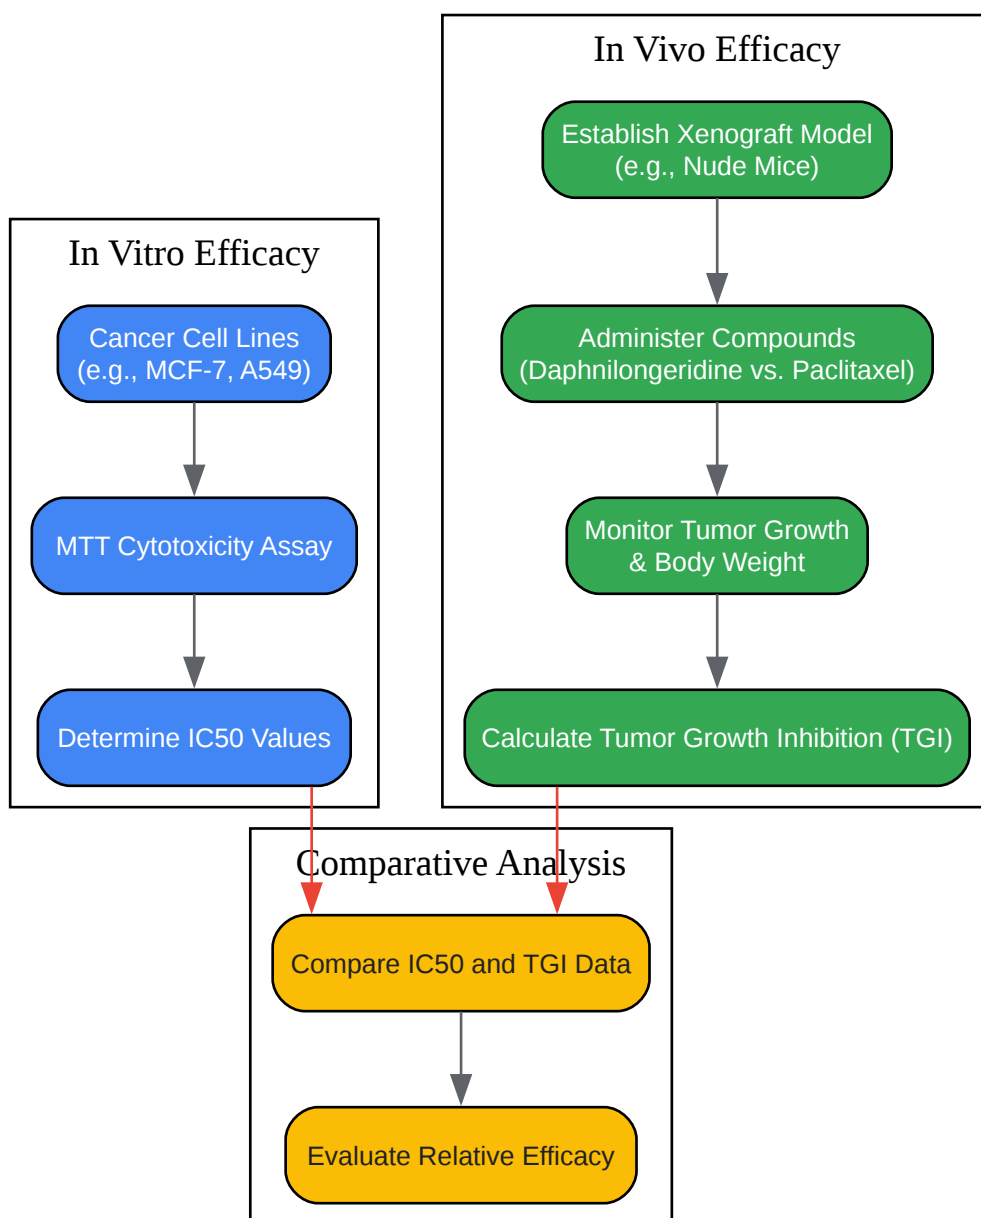 In Vitro Efficacy
Cancer Cell Lines
(e.g., MCF-7, A549)
MTT Cytotoxicity Assay
Determine IC50 Values
In Vivo Efficacy
Establish Xenograft Model
(e.g., Nude Mice)
Administer Compounds
(Daphnilongeridine vs. Paclitaxel)
Monitor Tumor Growth
& Body Weight
Calculate Tumor Growth Inhibition (TGI)
Comparative Analysis
Compare IC50 and TGI Data
Evaluate Relative Efficacy